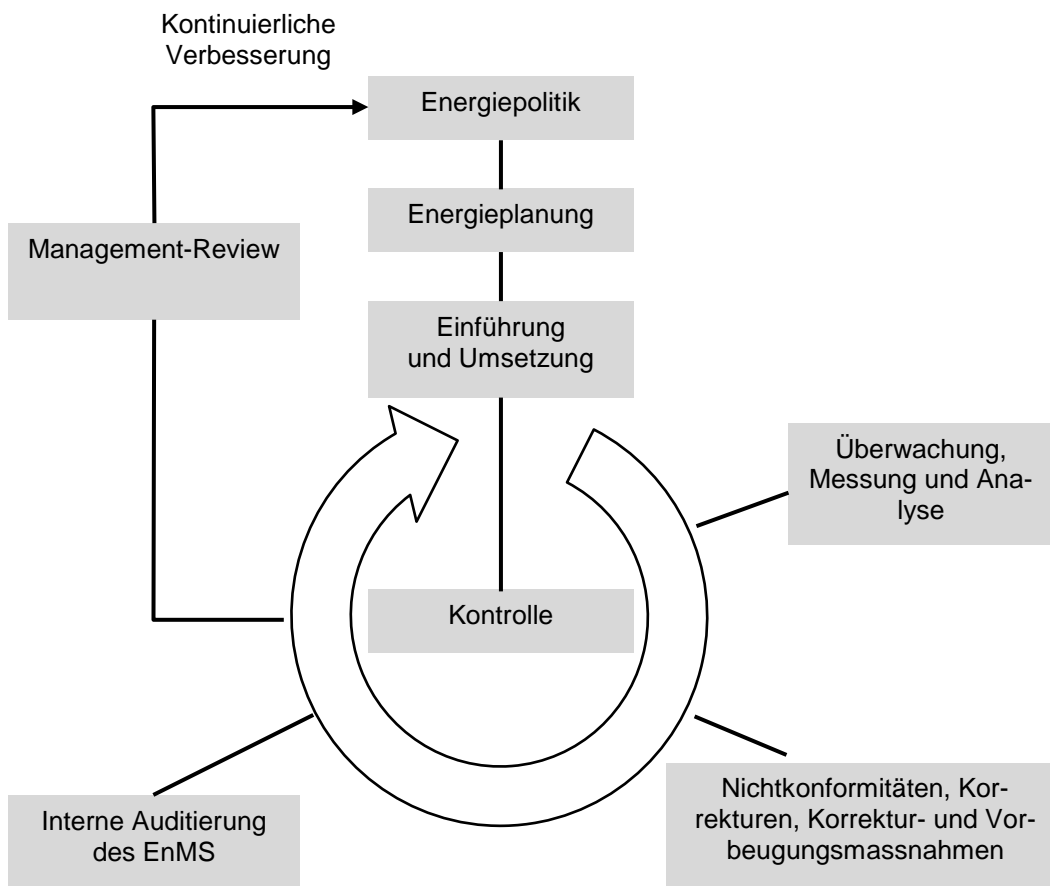 Kontinuierliche
Verbesserung
Energiepolitik
Energieplanung
Management-Review
Einführung
und Umsetzung
Überwachung,
Messung und Ana-
lyse
Kontrolle
Interne Auditierung
des EnMS
Nichtkonformitäten, Kor-
rekturen, Korrektur- und Vor-
beugungsmassnahmen